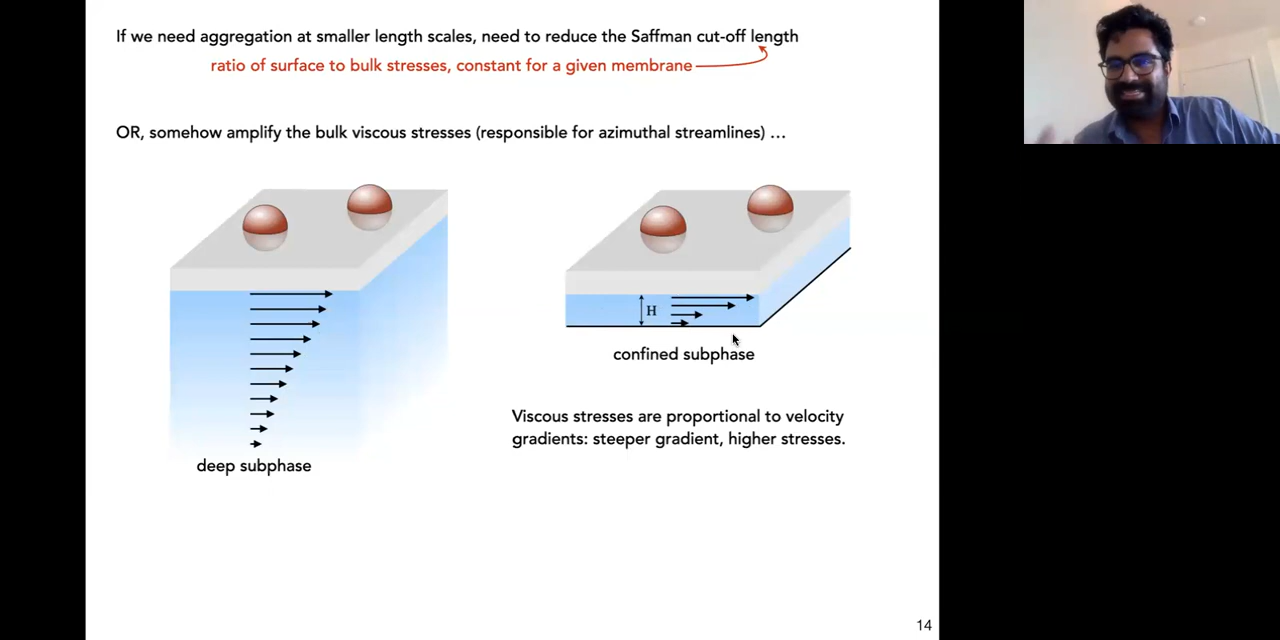 If we need aggregation at smaller length scales, need to reduce the Saffman cut-off length
ratio of surface to bulk stresses, constant for a given membrane
OR, somehow amplify the bulk viscous stresses (responsible for azimuthal streamlines) …
H
confined subphase
Viscous stresses are proportional to velocity
gradients: steeper gradient, higher stresses.
deep subphase
14